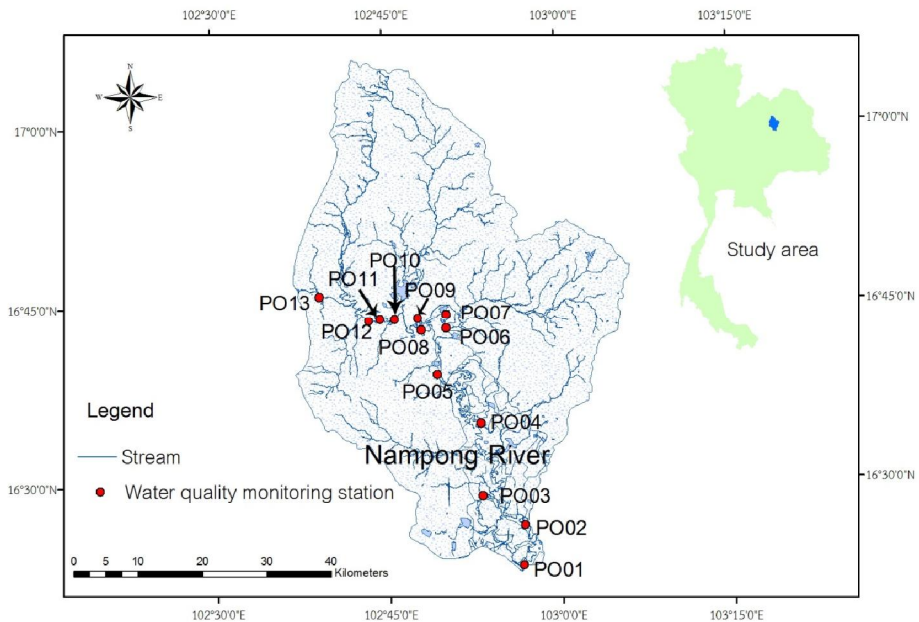 102°30'0"E 102°45'0"E 103°0'0"E 103°15'0"E
N
W E
S
17°0'0"N 17°0'0"N
Study area
PO10
PO11
PO09
PO13
16°45'0"N 16°45'0"N
PO07
PO12
PO08 PO06
PO05
Legend
PO04
Stream
Nampong River
16°30'0"N 16°30'0"N
Water quality monitoring station
PO03
PO02
PO01
0 5 10 20 30 40
Kilometers
102°30'0"E 102°45'0"E 103°0'0"E 103°15'0"E